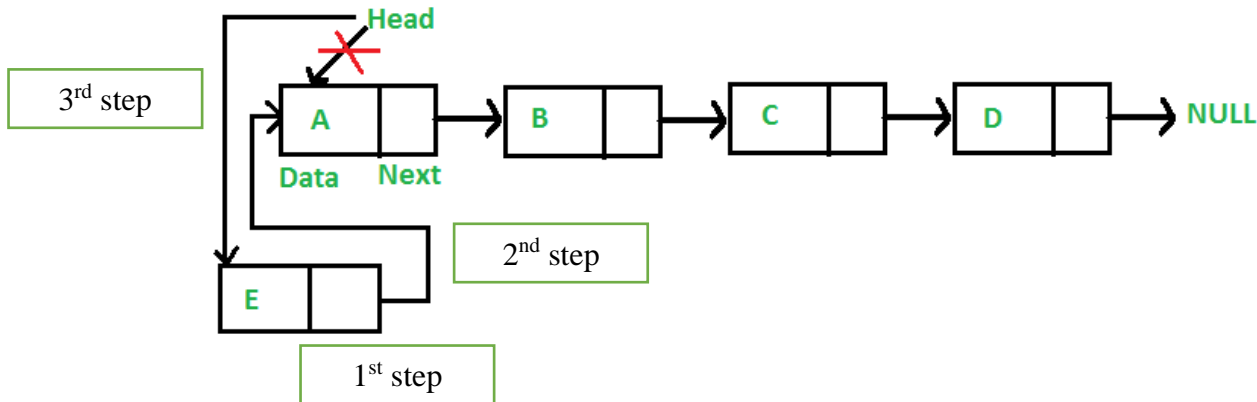 Head
3rd step
A
B
C
D
NULL
Data
Next
2nd step
E
1st step